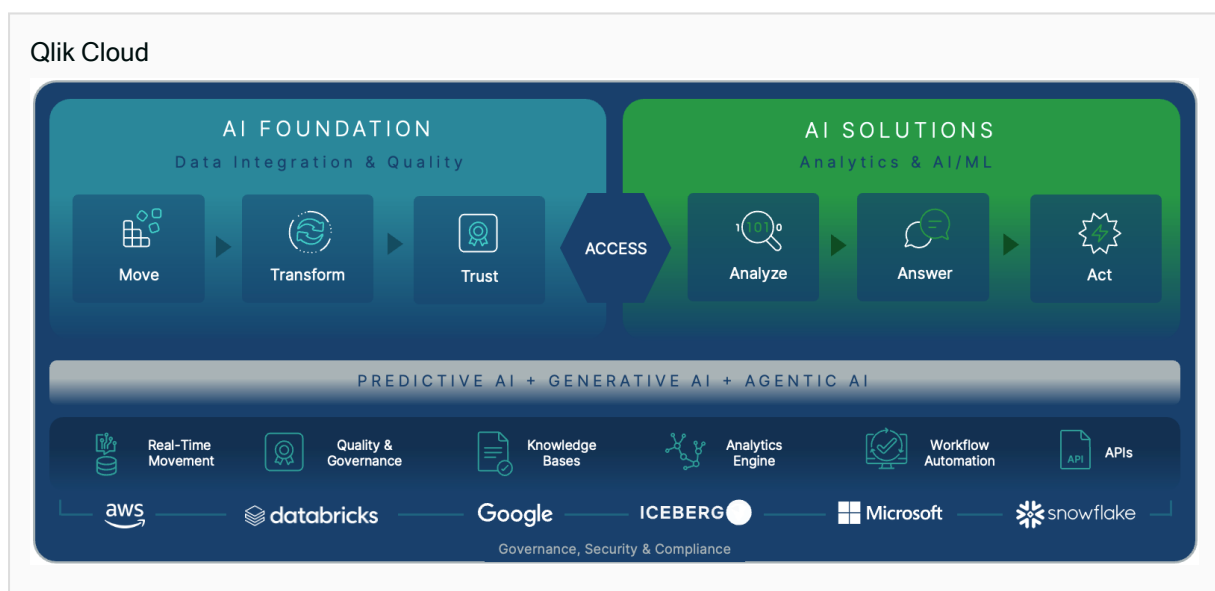 Qlik Cloud
AI FOUNDATION
Data Integration & Quality
Move
Transform
Trust
ACCESS
AI SOLUTIONS
Analytics & AI/ML
101
Analyze
Answer
Act
PREDICTIVE AI + GENERATIVE AI + AGENTIC AI
Real-Time
Movement
Quality &
Governance
Knowledge
Bases
Analytics
Engine
Workflow
Automation
API
APIs
aws
databricks
Google
ICEBERG
Microsoft
snowflake
Governance, Security & Compliance